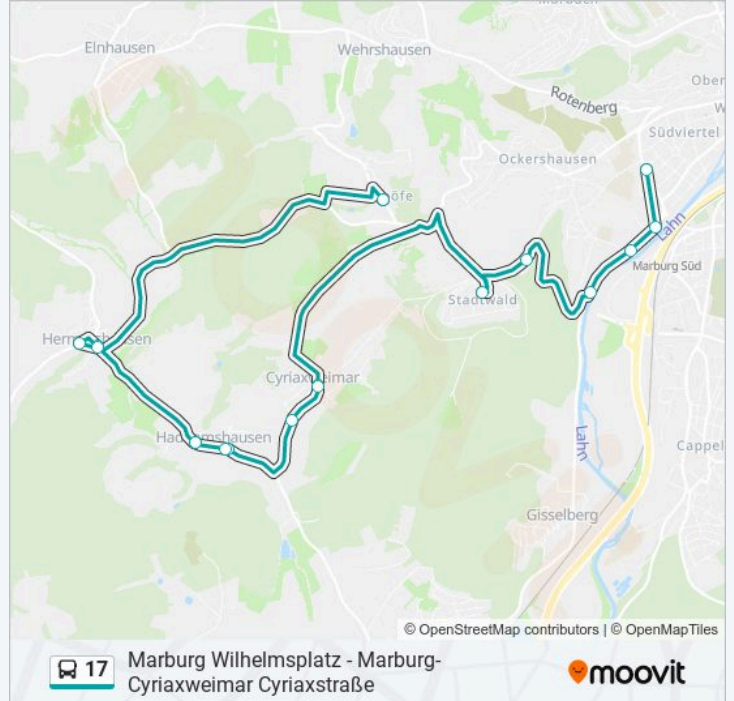 Elnhausen
Wehrshausen
Rotenberg
Ober
Südviertel
Ockershausen
öfe
Lahn
Marburg Süd
Stadtwald
Cyriaxweimar
Lahn
Cappel
Gisselberg
© OpenStreetMap contributors | © OpenMapTiles
17
Marburg Wilhelmsplatz - Marburg-
Cyriaxweimar Cyriaxstraße
moovit